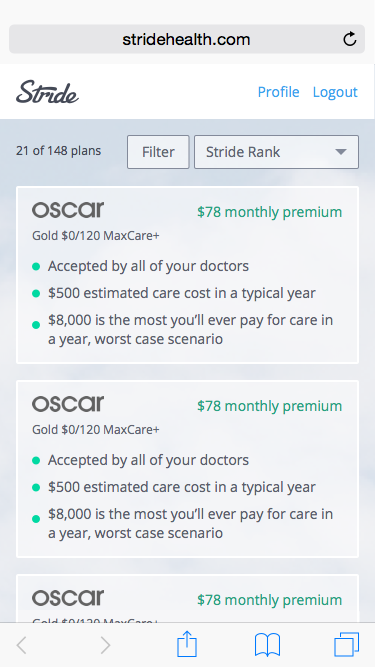 stridehealth.com
Stride
Profile Logout
21 of 148 plans Filter Stride Rank
oscar $78 monthly premium
Gold $0/120 MaxCare+
Accepted by all of your doctors
$500 estimated care cost in a typical year
$8,000 is the most you’ll ever pay for care in
a year, worst case scenario
oscar $78 monthly premium
Gold $0/120 MaxCare+
Accepted by all of your doctors
$500 estimated care cost in a typical year
$8,000 is the most you’ll ever pay for care in
a year, worst case scenario
oscar $78 monthly premium
Gold $0/120 MaxCare+